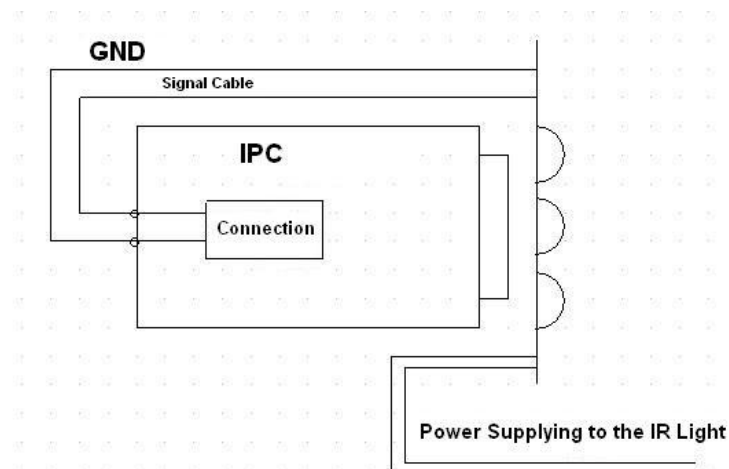 GND
Signal Cable
IPC
Connection
Power Supplying to the IR Light